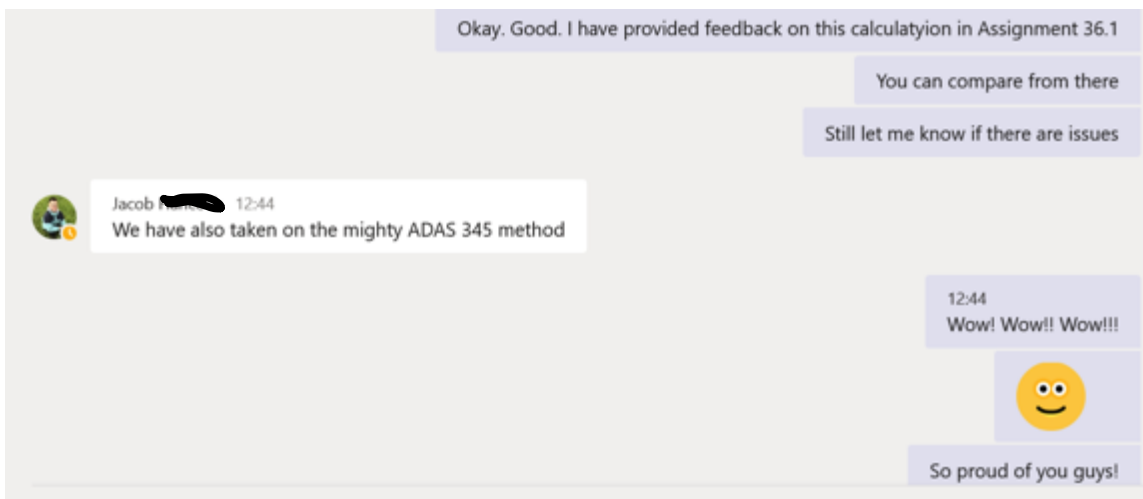 Okay. Good. I have provided feedback on this calculatyion in Assignment 36.1
You can compare from there
Still let me know if there are issues
Jacob 12:44
We have also taken on the mighty ADAS 345 method
12:44
Wow! Wow!! Wow!!!
So proud of you guys!